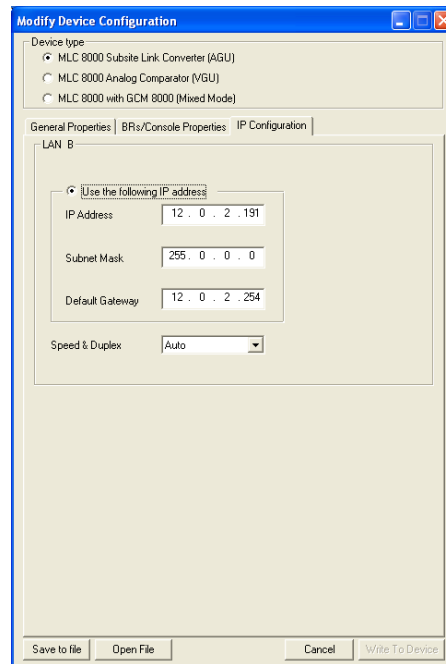 Modify Device Configuration
Device type
MLC 8000 Subsite Link Converter (AGU)
MLC 8000 Analog Comparator (VGU)
MLC 8000 with GCM 8000 (Mixed Mode)
General Properties BRs/Console Properties IP Configuration
LAN B
Use the following IP address
IP Address 12 . 0 . 2 . 191
Subnet Mask 255 . 0 . 0 . 0
Default Gateway 12 . 0 . 2 . 254
Speed & Duplex Auto
Save to file Open File Cancel Write To Device